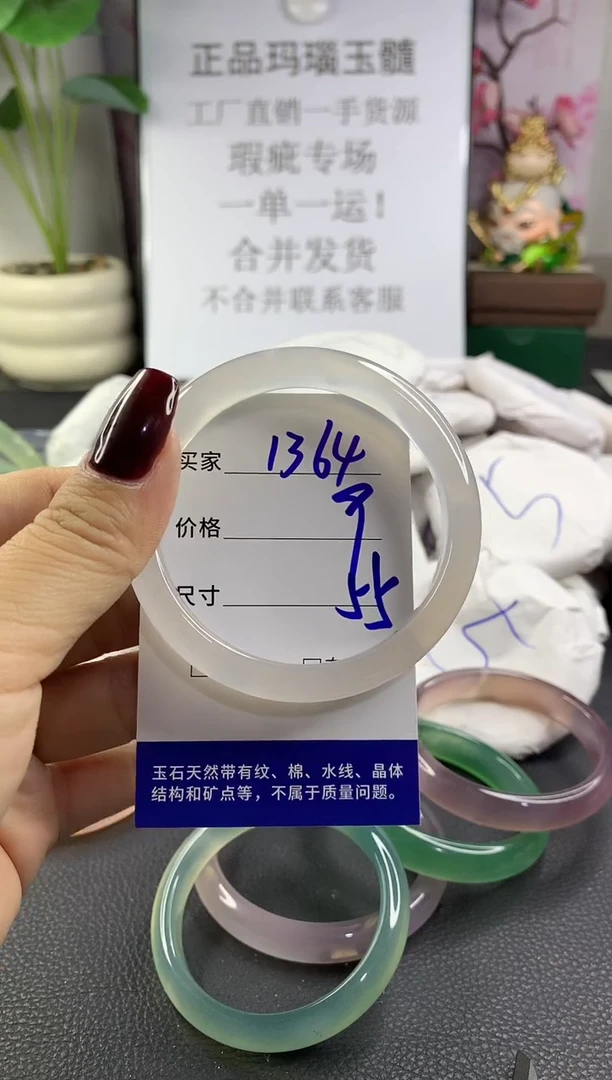 正品玛瑙玉髓
工厂直销一手货源
瑕疵专场
一单一运!
合并发货
不合并联系客服
买家 1364
价格
尺寸 55
玉石天然带有纹、棉、水线、晶体
结构和矿点等，不属于质量问题。